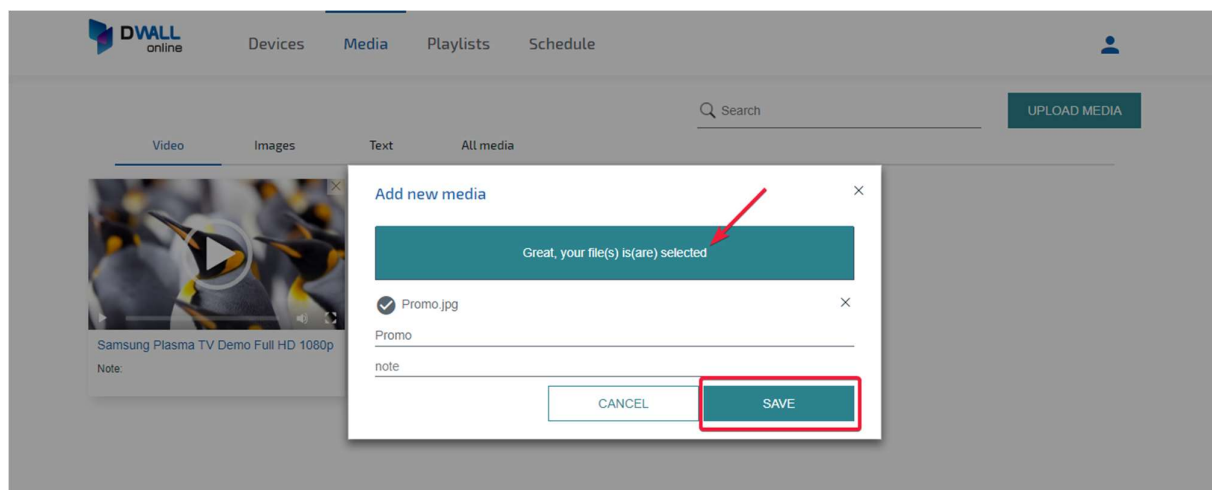 DWALL
online
Devices Media Playlists Schedule
Search
UPLOAD MEDIA
Video Images Text All media
Add new media
Great, your file(s) is(are) selected
Promo.jpg
Promo
note
CANCEL SAVE
Samsung Plasma TV Demo Full HD 1080p
Note: